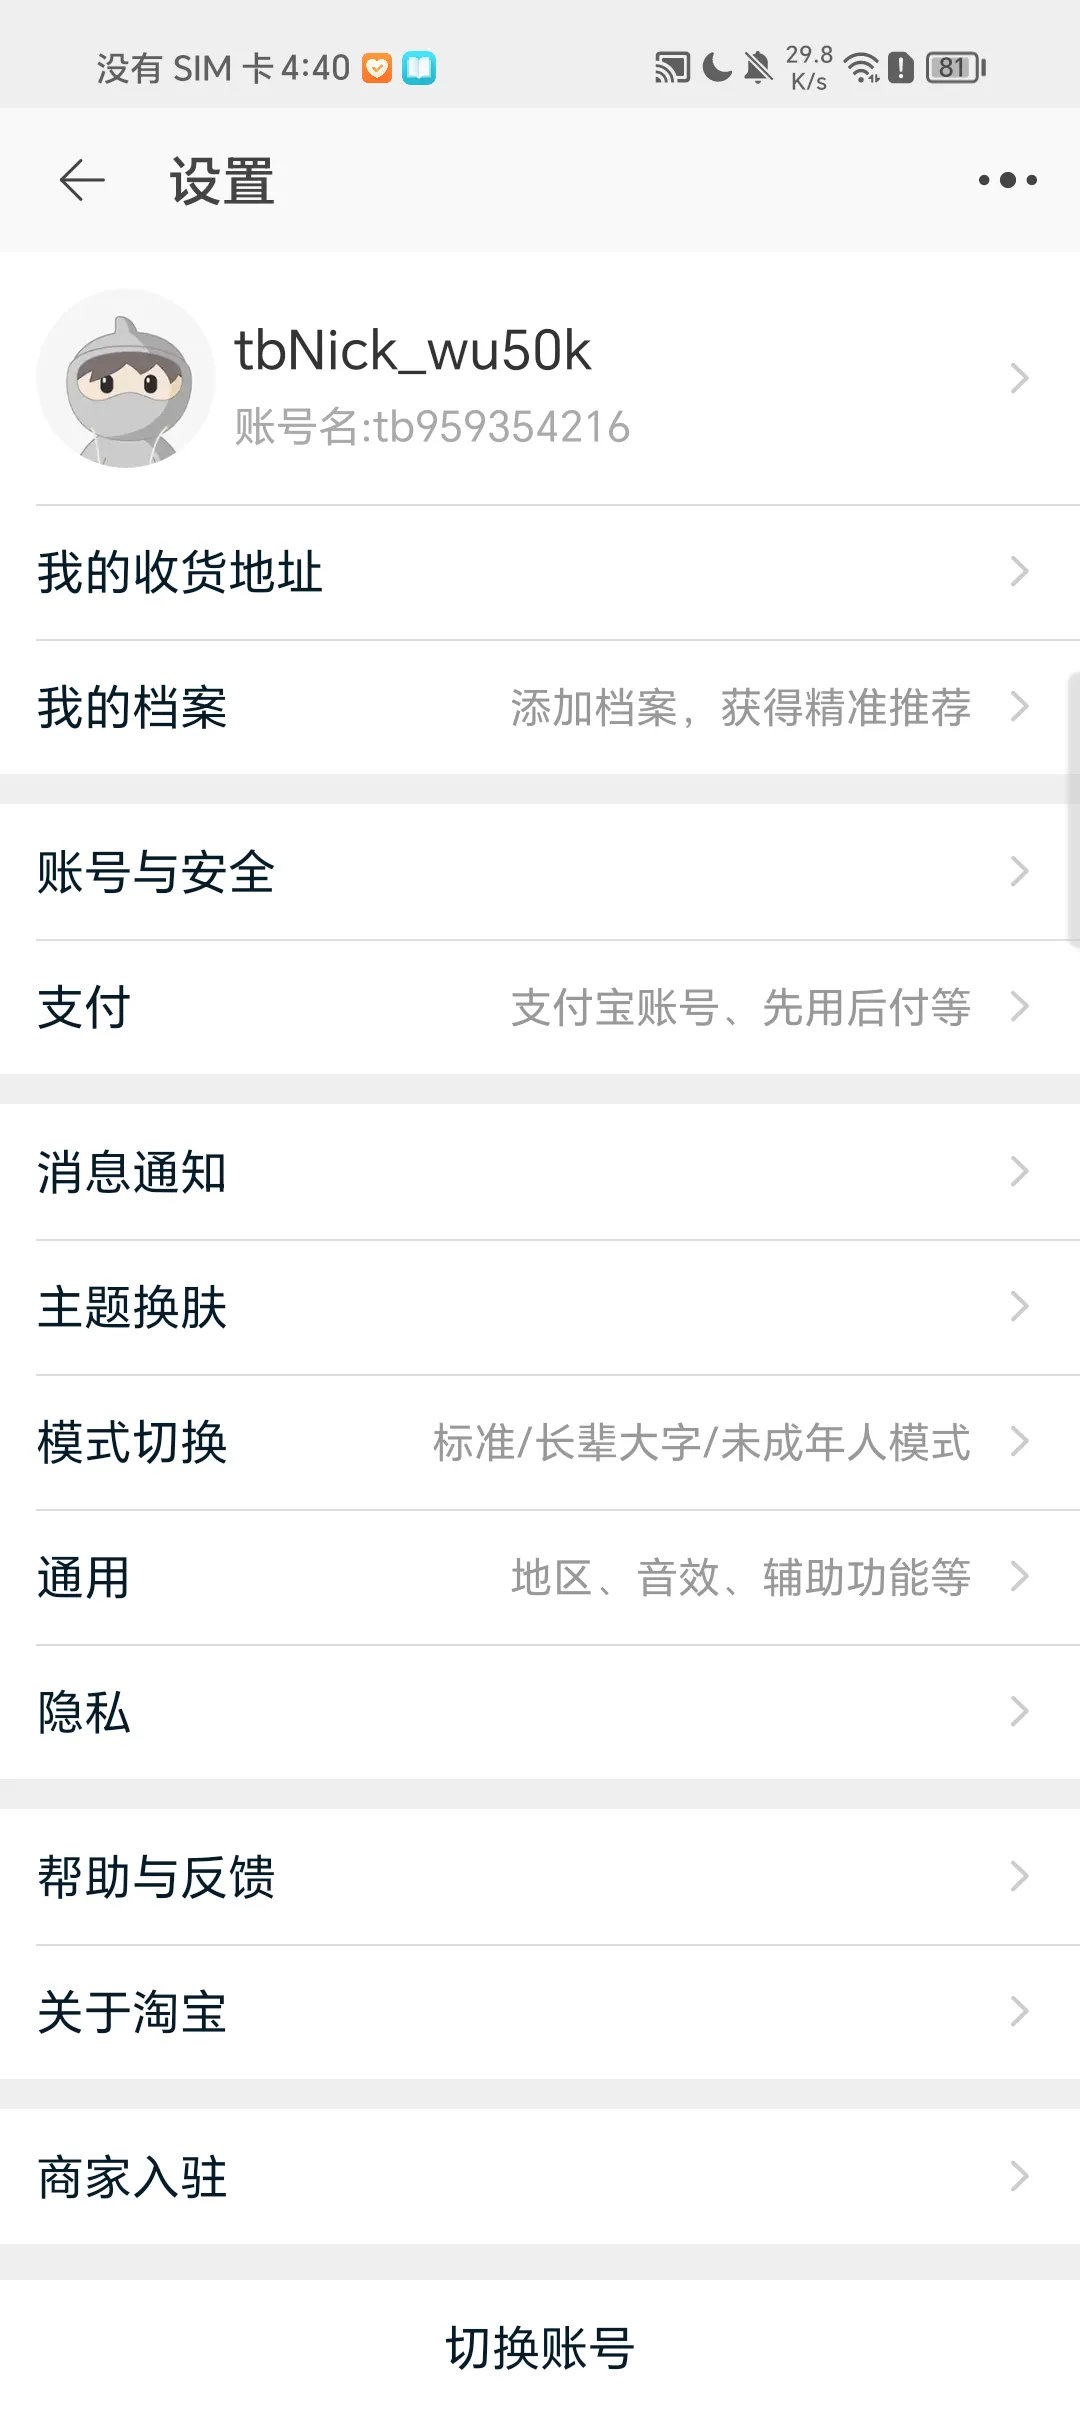 没有 SIM 卡 4:40 29.8 K/s 81
设置
tbNick_wu50k
账号名:tb959354216
我的收货地址
我的档案 添加档案，获得精准推荐
账号与安全
支付 支付宝账号、先用后付等
消息通知
主题换肤
模式切换 标准/长辈大字/未成年人模式
通用 地区、音效、辅助功能等
隐私
帮助与反馈
关于淘宝
商家入驻
切换账号